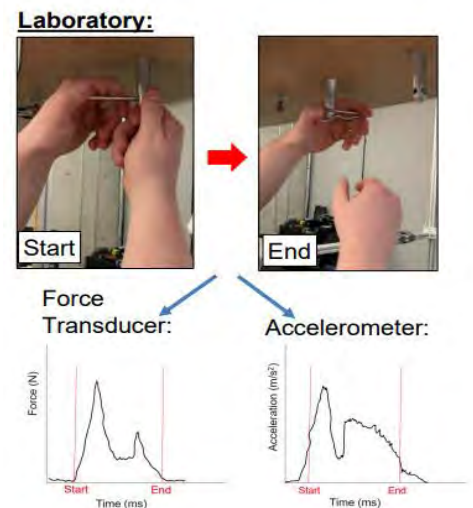 Laboratory:
Start
End
Force
Transducer:
Accelerometer:
Force (N)
Start
End
Time (ms)
Acceleration (m/s²)
Start
End
Time (ms)